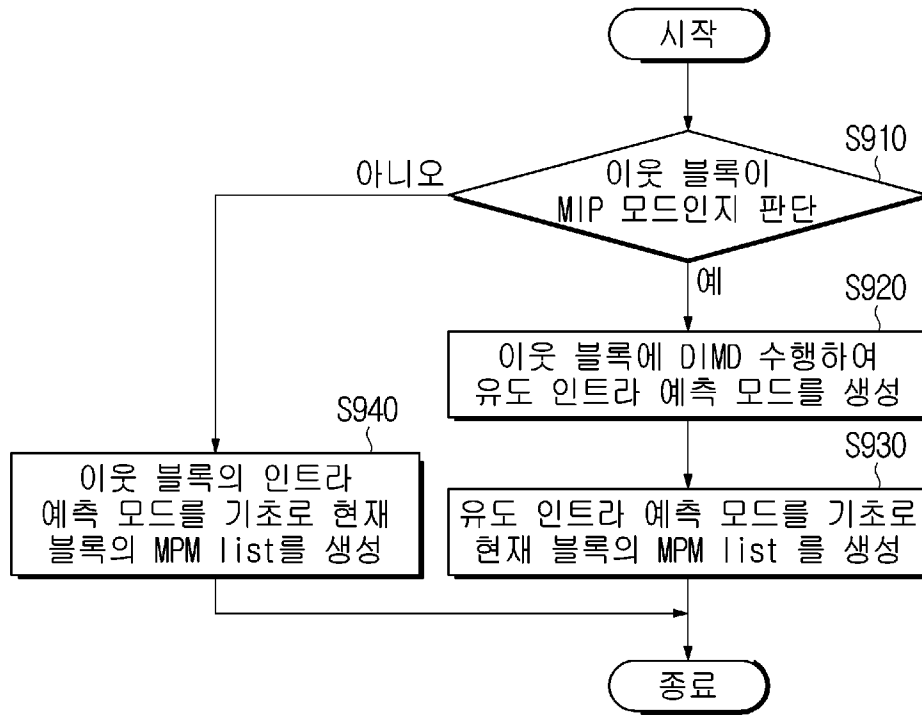 시작
S910
이웃 블록이
MIP 모드인지 판단
아니오
예
S920
이웃 블록에 DIMD 수행하여
유도 인트라 예측 모드를 생성
S940
이웃 블록의 인트라
예측 모드를 기초로 현재
블록의 MPM list를 생성
S930
유도 인트라 예측 모드를 기초로
현재 블록의 MPM list 를 생성
종료